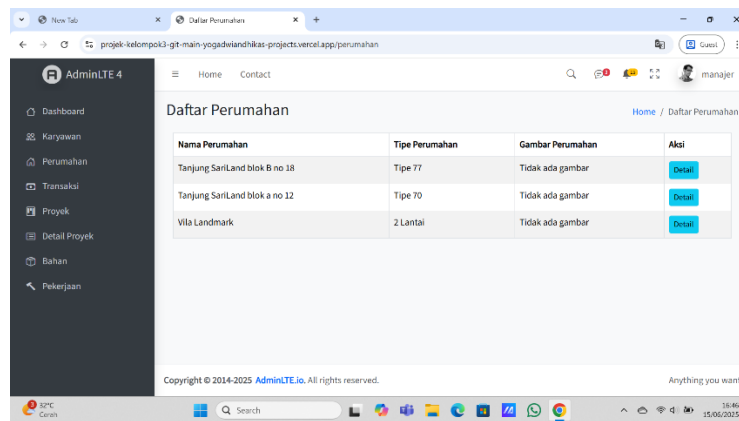 New Tab
Daftar Perumahan
projek-kelompok3-git-main-yogadwiandhikas-projects.vercel.app/perumahan
Guest
AdminLTE 4
Home Contact
manajer
Dashboard
Karyawan
Perumahan
Transaksi
Proyek
Detail Proyek
Bahan
Pekerjaan
Daftar Perumahan
Home / Daftar Perumahan
Nama Perumahan Tipe Perumahan Gambar Perumahan Aksi
Tanjung SariLand blok B no 18 Tipe 77 Tidak ada gambar Detail
Tanjung SariLand blok a no 12 Tipe 70 Tidak ada gambar Detail
Vila Landmark 2 Lantai Tidak ada gambar Detail
Copyright © 2014-2025 AdminLTE.io. All rights reserved.
Anything you want
32°C
Cerah
Search
16:46
15/06/2025